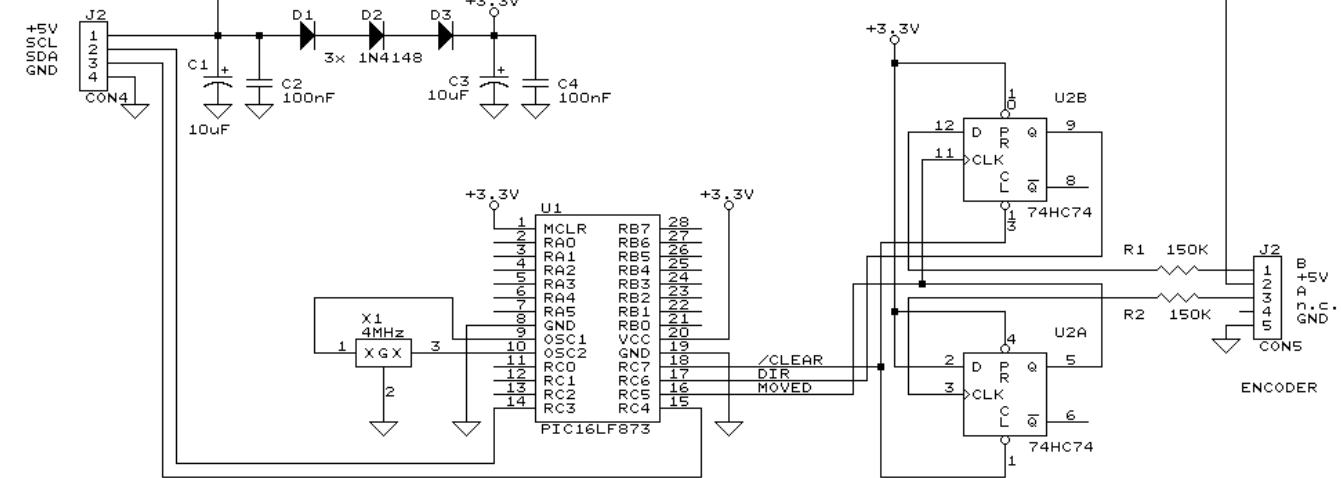 J2
+5V
SCL
SDA
GND
1
2
3
4
CON4
D1
D2
D3
3x 1N4148
+3.3V
C1
+
10uF
C2
100nF
C3
+
10uF
C4
100nF
+3.3V
U1
+3.3V
1 MCLR RB7 28
2 RA0 RB6 27
3 RA1 RB5 26
4 RA2 RB4 25
5 RA3 RB3 24
6 RA4 RB2 23
7 RA5 RB1 22
8 GND RB0 21
9 OSC1 VCC 20
10 OSC2 GND 19
11 RC0 RC7 18
12 RC1 RC6 17
13 RC2 RC5 16
14 RC3 RC4 15
PIC16LF873
X1
4MHz
1 XGX 3
2
/CLEAR
DIR
MOVED
+3.3V
10
U2B
12 D PR Q 9
11 CLK
CL Q 8
13
74HC74
4
U2A
2 D PR Q 5
3 CLK
CL Q 6
1
74HC74
R1 150K
R2 150K
J2
1 B
2 +5V
3 A
4 n.c.
5 GND
CON5
ENCODER